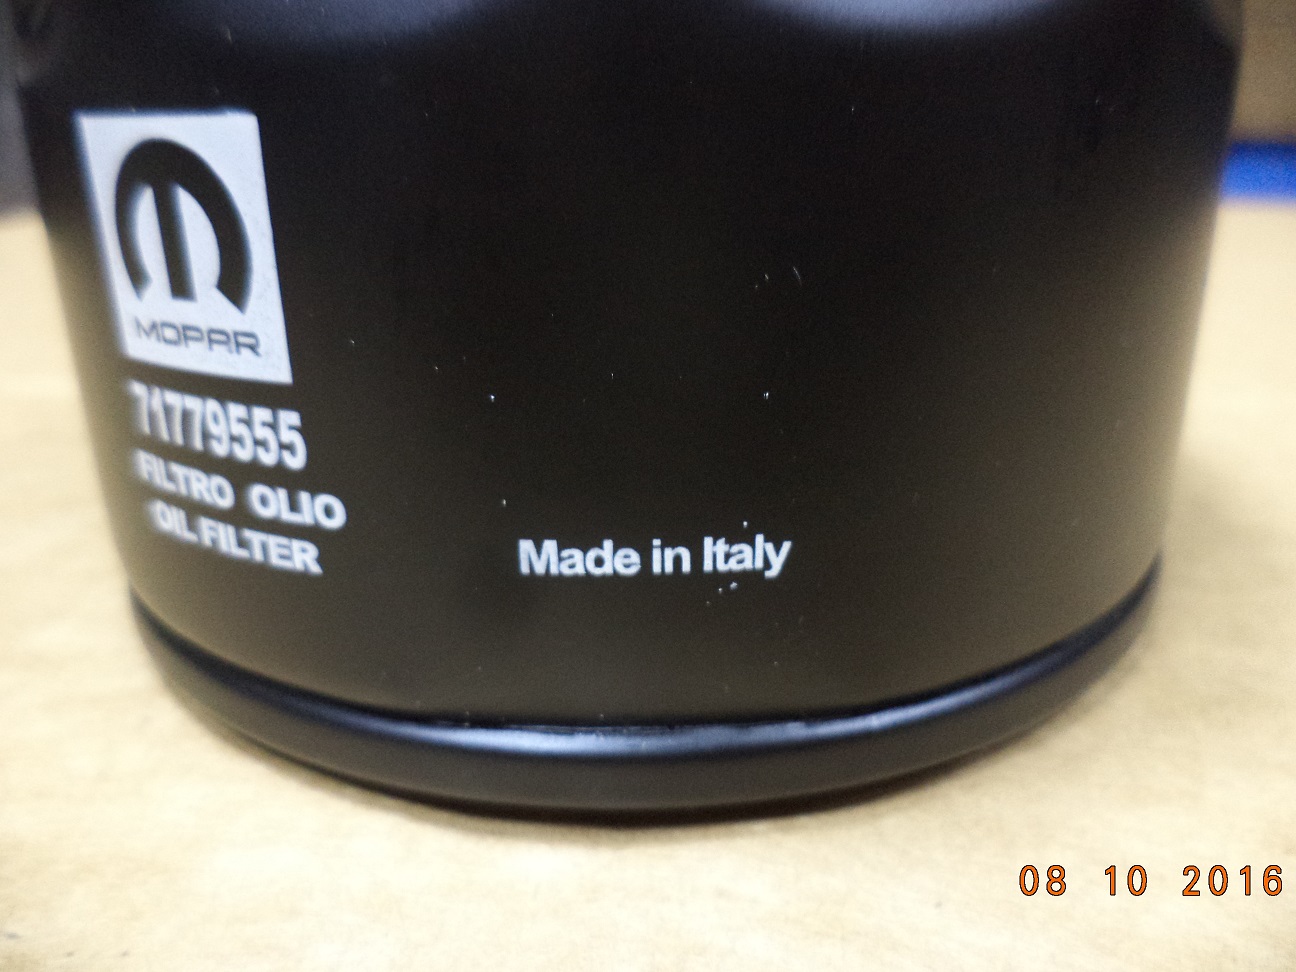 MOPAR
71779555
FILTRO OLIO
OIL FILTER
Made in Italy
08 10 2016